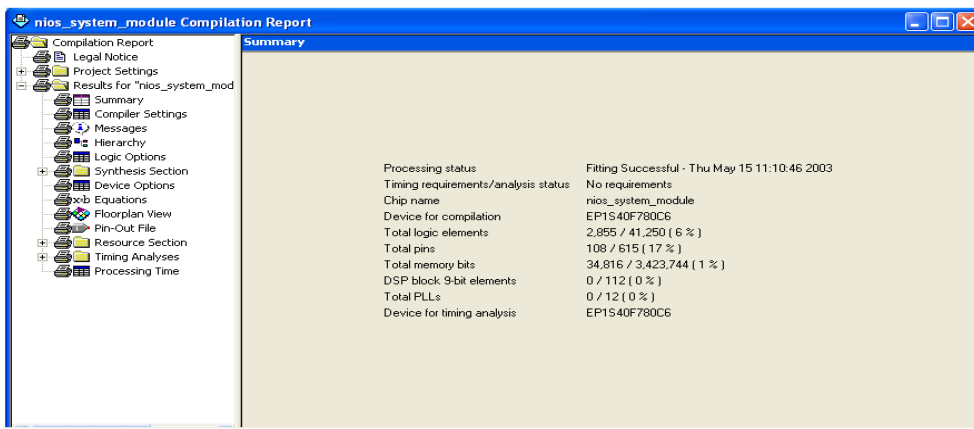 nios_system_module Compilation Report
Compilation Report
Legal Notice
Project Settings
Results for "nios_system_mod
Summary
Compiler Settings
Messages
Hierarchy
Logic Options
Synthesis Section
Device Options
Equations
Floorplan View
Pin-Out File
Resource Section
Timing Analyses
Processing Time
Summary
Processing status Fitting Successful - Thu May 15 11:10:46 2003
Timing requirements/analysis status No requirements
Chip name nios_system_module
Device for compilation EP1S40F780C6
Total logic elements 2,855 / 41,250 ( 6 % )
Total pins 108 / 615 ( 17 % )
Total memory bits 34,816 / 3,423,744 ( 1 % )
DSP block 9-bit elements 0 / 112 ( 0 % )
Total PLLs 0 / 12 ( 0 % )
Device for timing analysis EP1S40F780C6